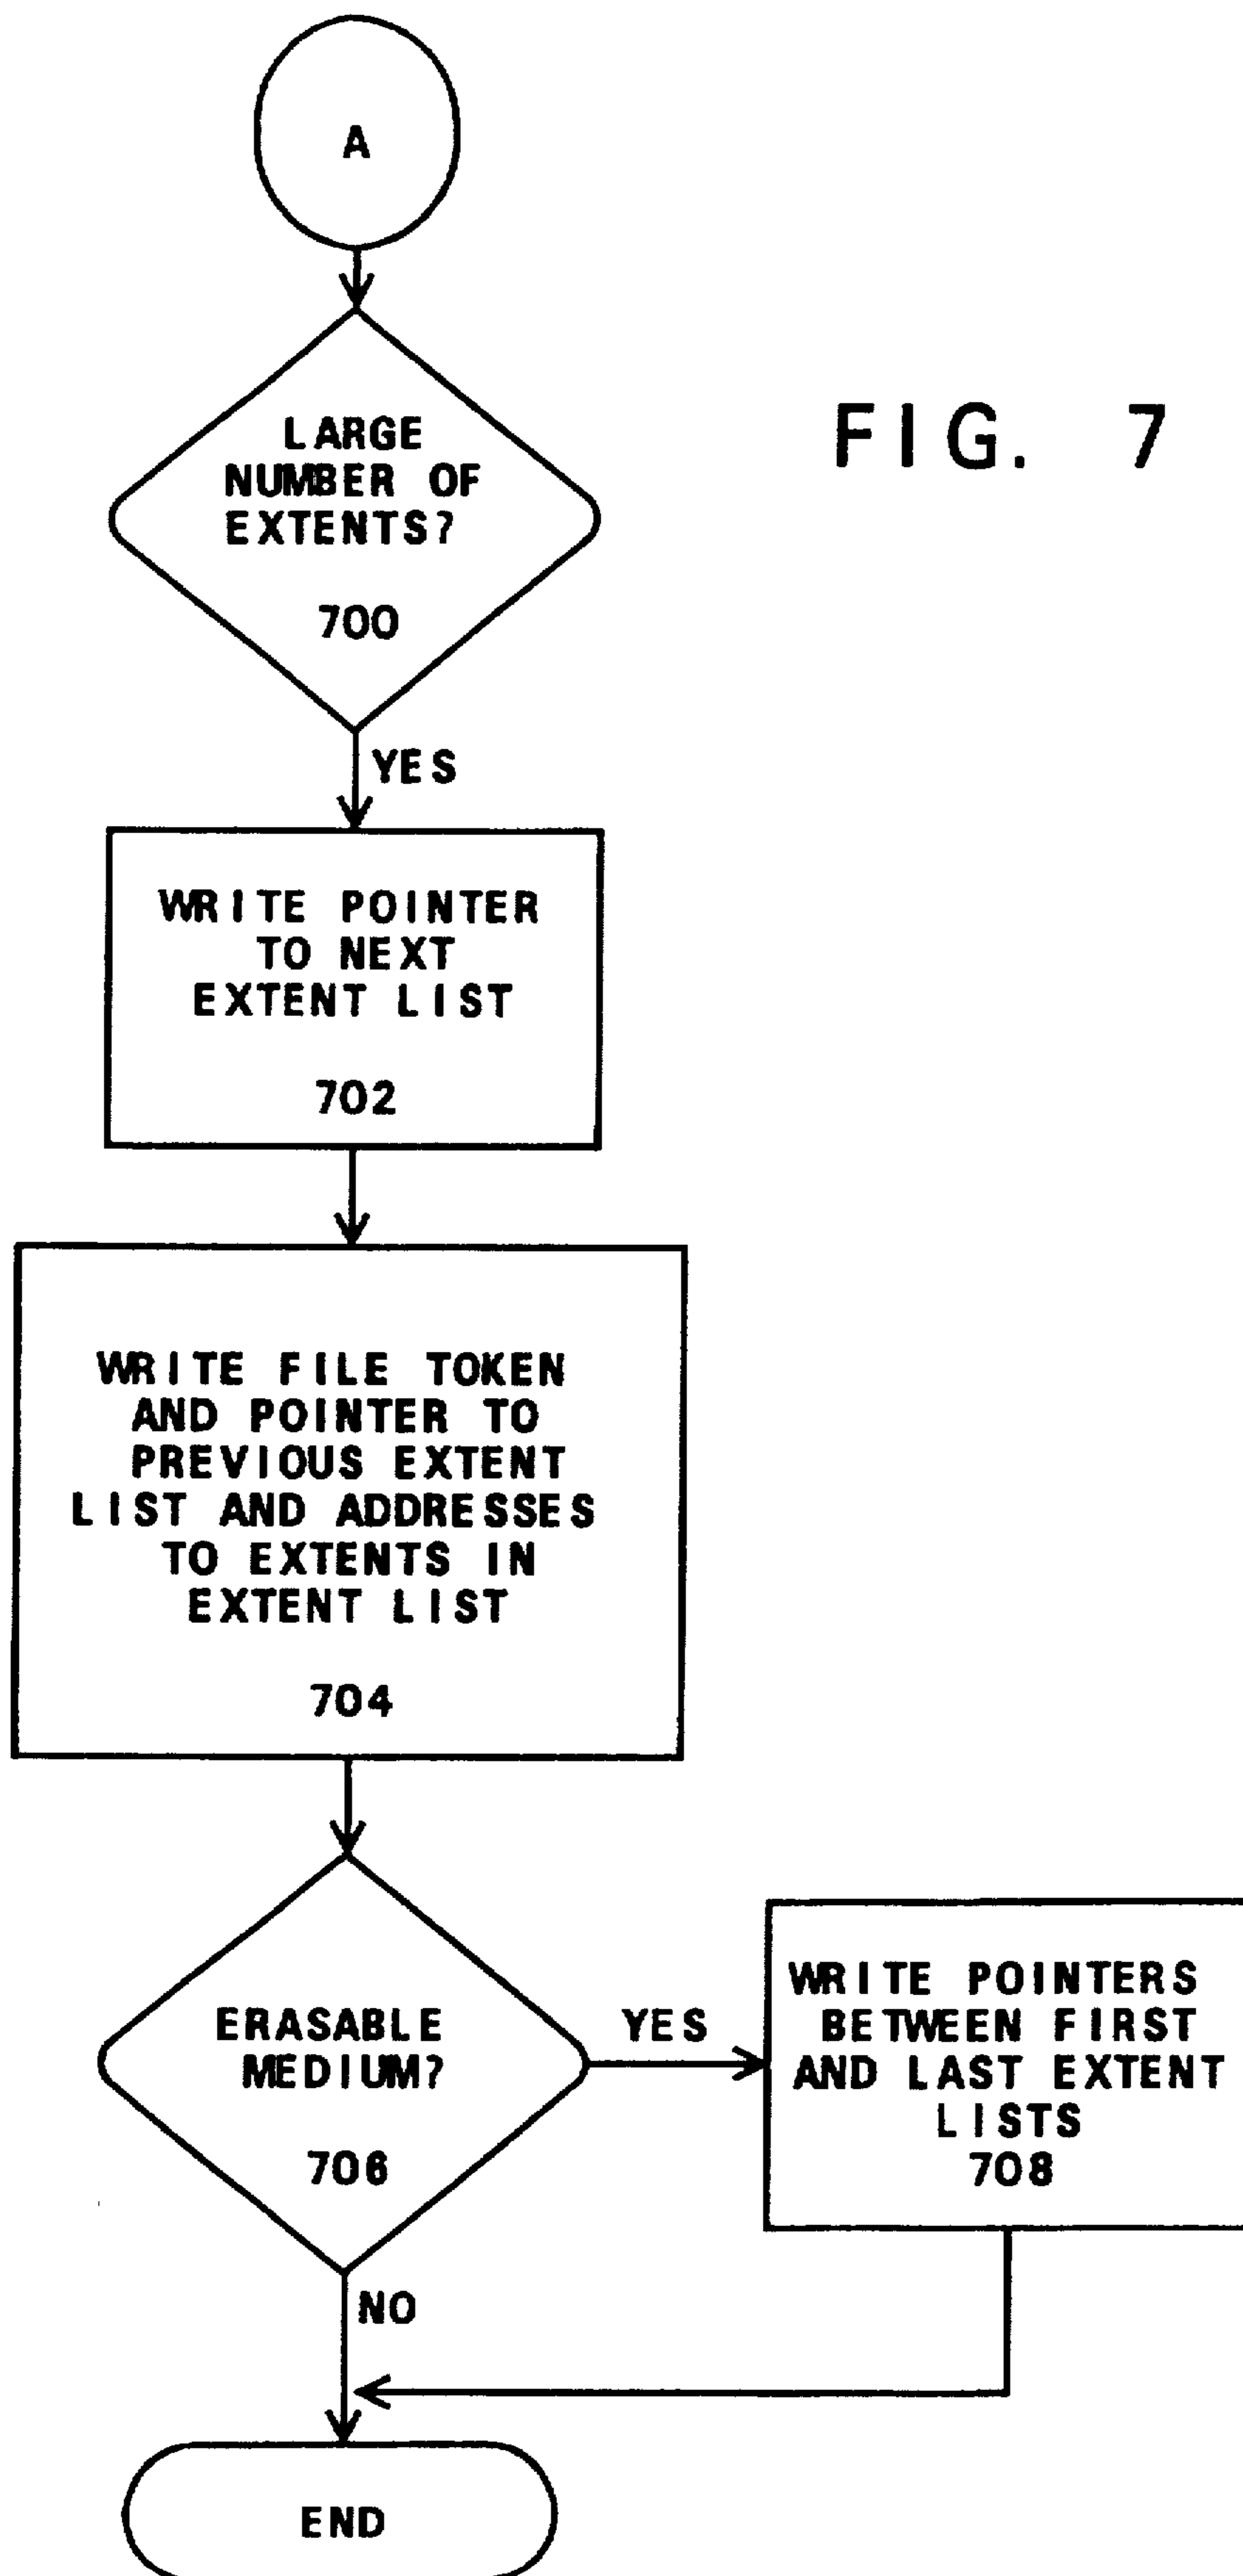 A
LARGE
NUMBER OF
EXTENTS?
700
FIG. 7
YES
WRITE POINTER
TO NEXT
EXTENT LIST
702
WRITE FILE TOKEN
AND POINTER TO
PREVIOUS EXTENT
LIST AND ADDRESSES
TO EXTENTS IN
EXTENT LIST
704
ERASABLE
MEDIUM?
706
YES
WRITE POINTERS
BETWEEN FIRST
AND LAST EXTENT
LISTS
708
NO
END